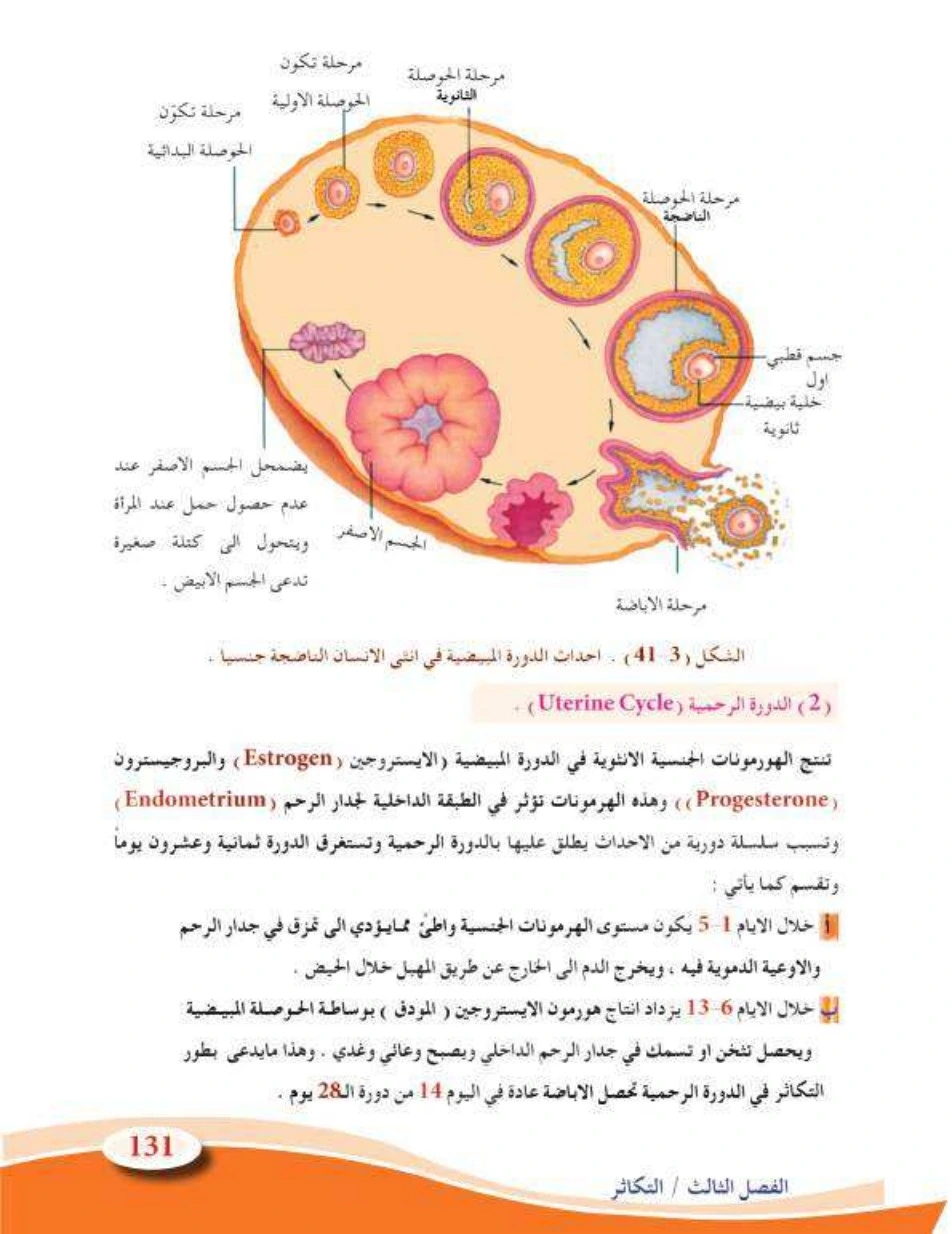 مرحلة تكون
الحوصلة الاولية
مرحلة الحوصلة
الثانوية
مرحلة تكوّن
الحوصلة البدائية
مرحلة الحوصلة
الناضجة
جسم قطبي
اول
خلية بيضية
ثانوية
يضمحل الجسم الاصفر عند
عدم حصول حمل عند المرأة
ويتحول الى كتلة صغيرة
تدعى الجسم الابيض .
الجسم الاصفر
مرحلة الاباضة
الشكل (3-41) . احداث الدورة المبيضية في انثى الانسان الناضجة جنسيا .
(2) الدورة الرحمية (Uterine Cycle) .
تنتج الهورمونات الجنسية الانثوية في الدورة المبيضية (الايستروجين (Estrogen) والبروجيسترون
(Progesterone)) وهذه الهرمونات تؤثر في الطبقة الداخلية لجدار الرحم (Endometrium)
وتسبب سلسلة دورية من الاحداث يطلق عليها بالدورة الرحمية وتستغرق الدورة ثمانية وعشرون يوماً
وتقسم كما يأتي :
أ خلال الايام 1-5 يكون مستوى الهرمونات الجنسية واطئ ممايؤدي الى تمزق في جدار الرحم
والاوعية الدموية فيه ، ويخرج الدم الى الخارج عن طريق المهبل خلال الحيض .
ب خلال الايام 6-13 يزداد انتاج هورمون الايستروجين ( المودق ) بوساطة الحوصلة المبيضية
ويحصل تثخن او تسمك في جدار الرحم الداخلي ويصبح وعائي وغدي . وهذا مايدعى بطور
التكاثر في الدورة الرحمية تحصل الاباضة عادة في اليوم 14 من دورة الـ28 يوم .
131
الفصل الثالث / التكاثر